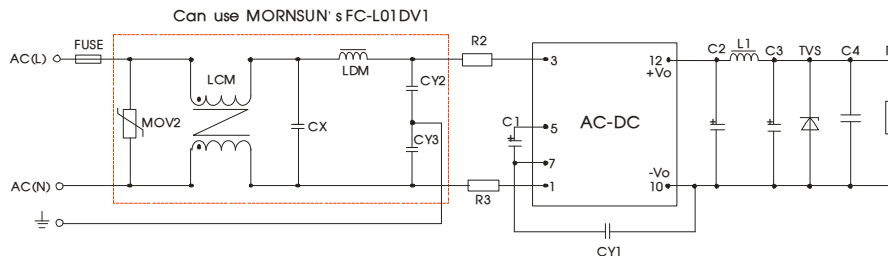 Can use MORNSUN's FC-L01DV1
AC(L)
FUSE
LCM
LDM
MOV2
CX
CY2
CY3
AC(N)
R2
R3
C1
3
5
7
1
AC-DC
12
+Vo
-Vo
10
CY1
C2
L1
C3
TVS
C4